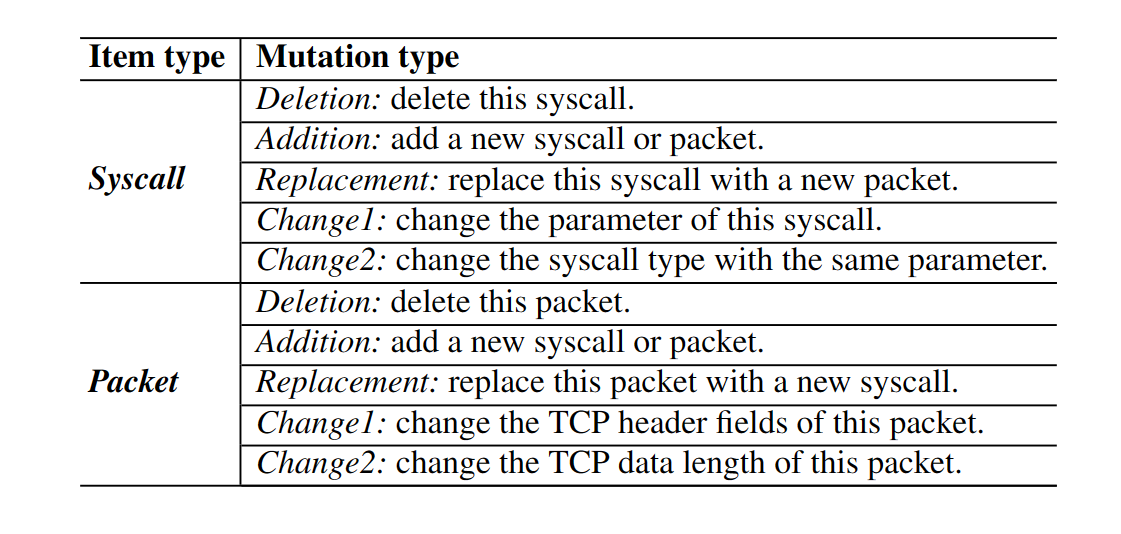 Item type Mutation type
Deletion: delete this syscall.
Addition: add a new syscall or packet.
Syscall Replacement: replace this syscall with a new packet.
Change1: change the parameter of this syscall.
Change2: change the syscall type with the same parameter.
Deletion: delete this packet.
Addition: add a new syscall or packet.
Packet Replacement: replace this packet with a new syscall.
Change1: change the TCP header fields of this packet.
Change2: change the TCP data length of this packet.